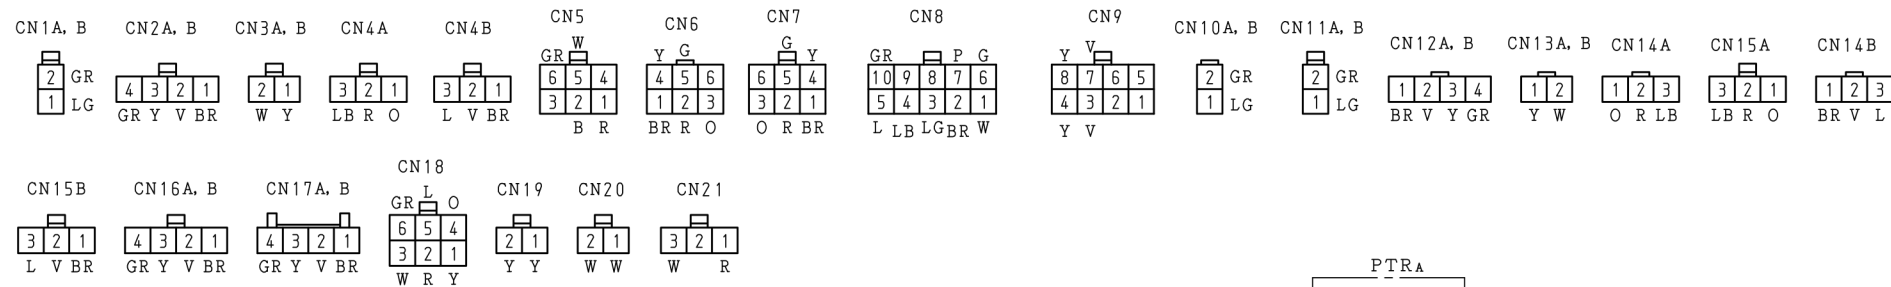 CN1A, B CN2A, B CN3A, B CN4A CN4B CN5 CN6 CN7 CN8 CN9 CN10A, B CN11A, B CN12A, B CN13A, B CN14A CN15A CN14B
GR W Y G G Y GR P G Y V
2 GR 6 5 4 4 5 6 6 5 4 10 9 8 7 6 8 7 6 5 2 GR 2 GR
4 3 2 1 2 1 3 2 1 3 2 1 1 2 3 4 1 2 1 2 3 3 2 1 1 2 3
1 LG 3 2 1 1 2 3 3 2 1 5 4 3 2 1 4 3 2 1 1 LG 1 LG
GR Y V BR W Y LB R O L V BR BR V Y GR Y W O R LB LB R O BR V L
B R BR R O O R BR L LB LG BR W Y V
CN15B CN16A, B CN17A, B CN18 CN19 CN20 CN21
GR L O
6 5 4
3 2 1 4 3 2 1 4 3 2 1 2 1 2 1 3 2 1
3 2 1
L V BR GR Y V BR GR Y V BR Y Y W W W R
W R Y
PTRA